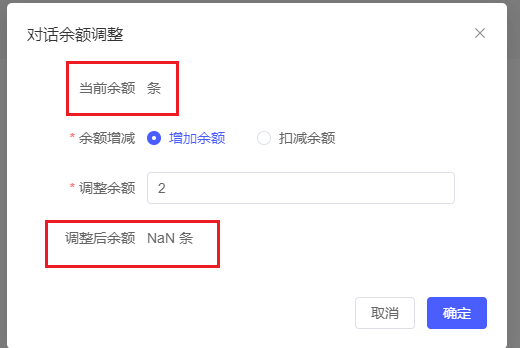 对话余额调整
当前余额 条
* 余额增减 增加余额 扣减余额
* 调整余额 2
调整后余额 NaN 条
取消 确定